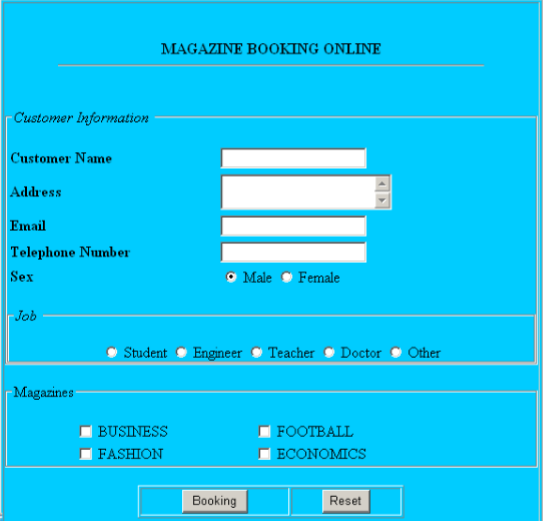 MAGAZINE BOOKING ONLINE
Customer Information
Customer Name
Address
Email
Telephone Number
Sex Male Female
Job
Student Engineer Teacher Doctor Other
Magazines
BUSINESS FOOTBALL
FASHION ECONOMICS
Booking Reset